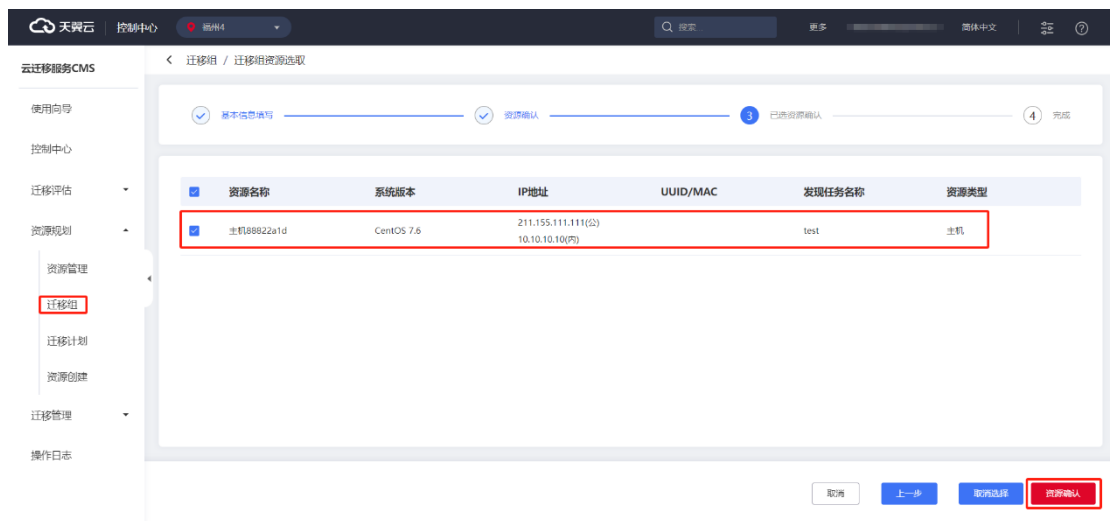 天翼云 控制中心 福州4 搜索... 更多 简体中文
云迁移服务CMS
迁移组 / 迁移组资源选取
使用向导
控制中心
迁移评估
资源规划
资源管理
迁移组
迁移计划
资源创建
迁移管理
操作日志
基本信息填写 资源确认 3 已选资源确认 4 完成
资源名称 系统版本 IP地址 UUID/MAC 发现任务名称 资源类型
主机88822a1d CentOS 7.6 211.155.111.111(公) test 主机
10.10.10.10(内)
取消 上一步 取消选择 资源确认